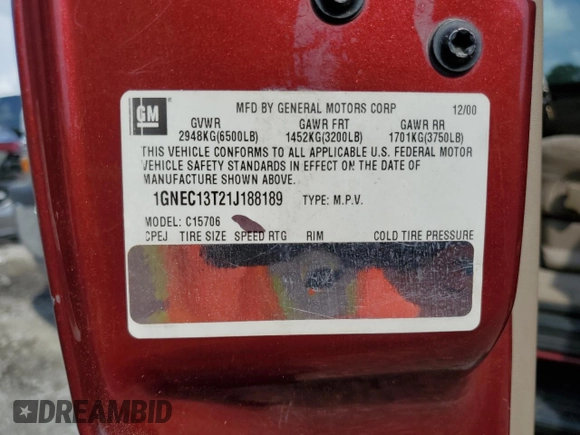 GM
MFD BY GENERAL MOTORS CORP 12/00
GVWR GAWR FRT GAWR RR
2948KG(6500LB) 1452KG(3200LB) 1701KG(3750LB)
THIS VEHICLE CONFORMS TO ALL APPLICABLE U.S. FEDERAL MOTOR
VEHICLE SAFETY STANDARDS IN EFFECT ON THE DATE OF
MANUFACTURE SHOWN ABOVE.
1GNEC13T21J188189 TYPE: M.P.V.
MODEL: C15706
CPEJ TIRE SIZE SPEED RTG RIM COLD TIRE PRESSURE
DREAMBID